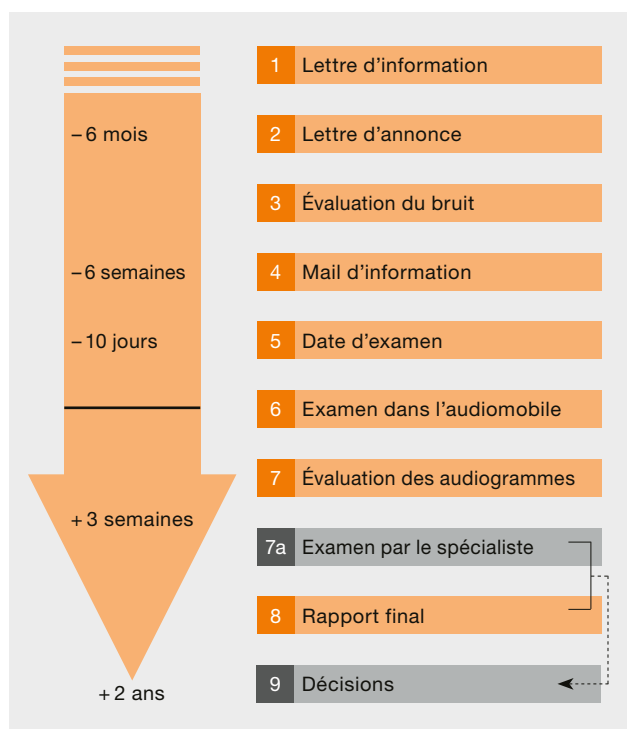 1 Lettre d’information
– 6 mois
2 Lettre d’annonce
3 Évaluation du bruit
– 6 semaines
4 Mail d’information
– 10 jours
5 Date d’examen
6 Examen dans l’audiomobile
7 Évaluation des audiogrammes
+ 3 semaines
7a Examen par le spécialiste
8 Rapport final
+ 2 ans
9 Décisions